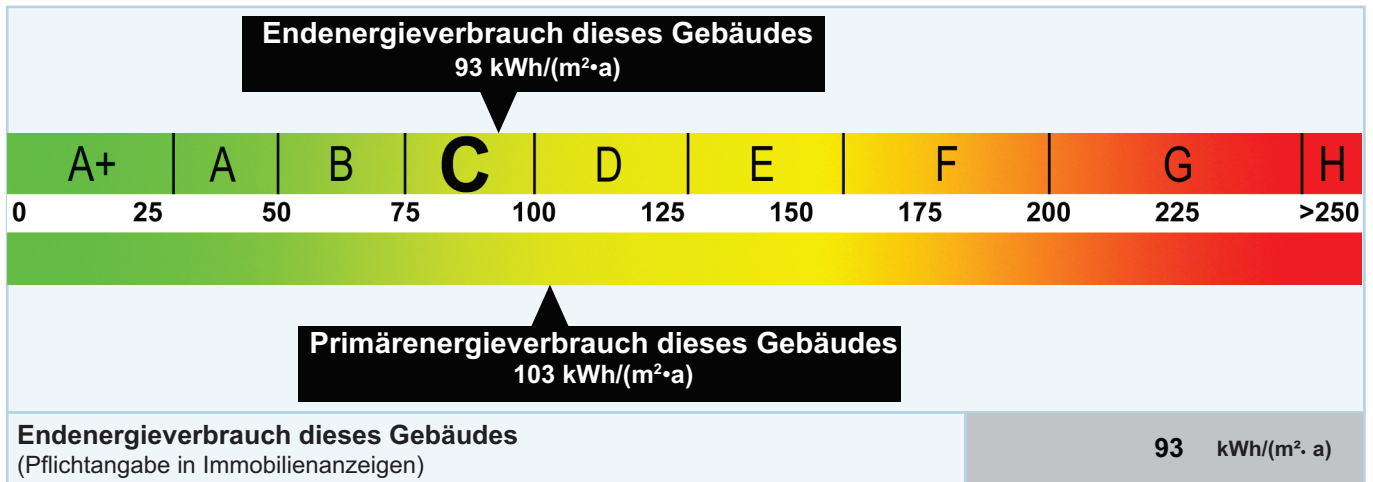 Endenergieverbrauch dieses Gebäudes
93 kWh/(m²•a)
A+ A B C D E F G H
0 25 50 75 100 125 150 175 200 225 >250
Primärenergieverbrauch dieses Gebäudes
103 kWh/(m²•a)
Endenergieverbrauch dieses Gebäudes
(Pflichtangabe in Immobilienanzeigen)
93 kWh/(m²· a)